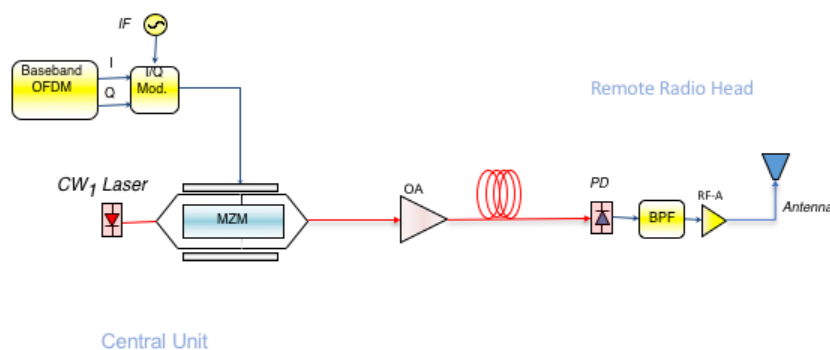 IF
Baseband
OFDM
I
Q
I/Q
Mod.
Remote Radio Head
CW1 Laser
MZM
OA
PD
BPF
RF-A
Antenna
Central Unit